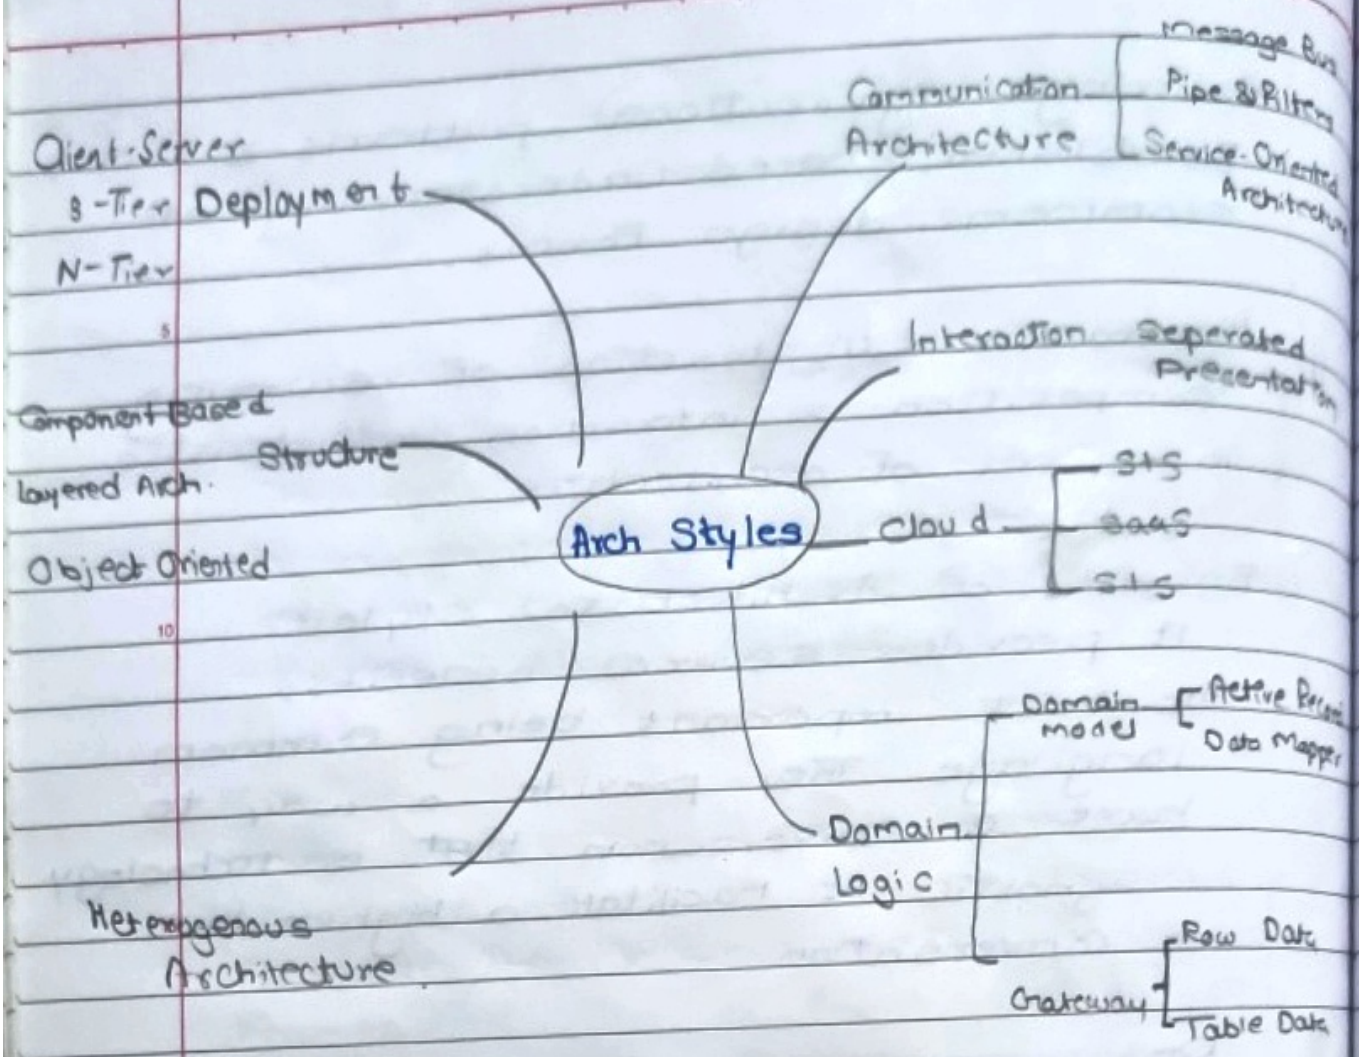 Message Bus
Communication
Pipe & Filters
Architecture
Service-Oriented
Architecture
Client-Server
3-Tier
Deployment
N-Tier
Interaction
Seperated
Presentation
Component Based
Structure
Layered Arch.
Object Oriented
Arch Styles
Cloud
S+S
SaaS
S+S
Domain
model
Active Record
Data Mapper
Domain
Logic
Heterogenous
Architecture
Row Data
Gateway
Table Data
5
10